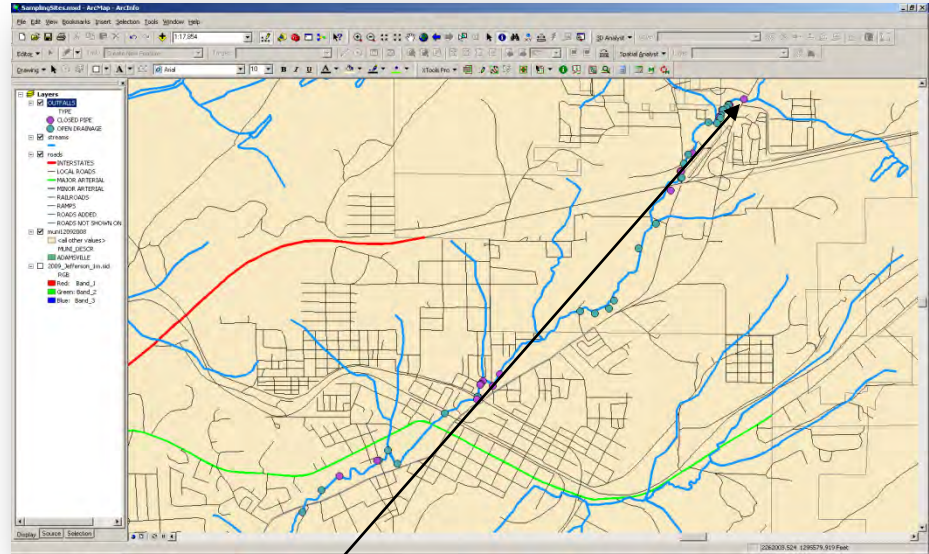 SamplingSites.mxd - ArcMap - ArcInfo
File Edit View Bookmarks Insert Selection Tools Window Help
1:17,854
3D Analyst
Editor
Spatial Analyst
Drawing
A
Arial
10
B I U
A
XTools Pro
Layers
OUTFALLS
TYPE
CLOSED PIPE
OPEN DRAINAGE
streams
roads
INTERSTATES
LOCAL ROADS
MAJOR ARTERIAL
MINOR ARTERIAL
RAILROADS
RAMPS
ROADS ADDED
ROADS NOT SHOWN ON
muni12092008
<all other values>
MUNI_DESCR
ADAMSVILLE
2009_Jefferson_1m.sid
RGB
Red: Band_1
Green: Band_2
Blue: Band_3
Display Source Selection
2262003.524 1295579.919 Feet